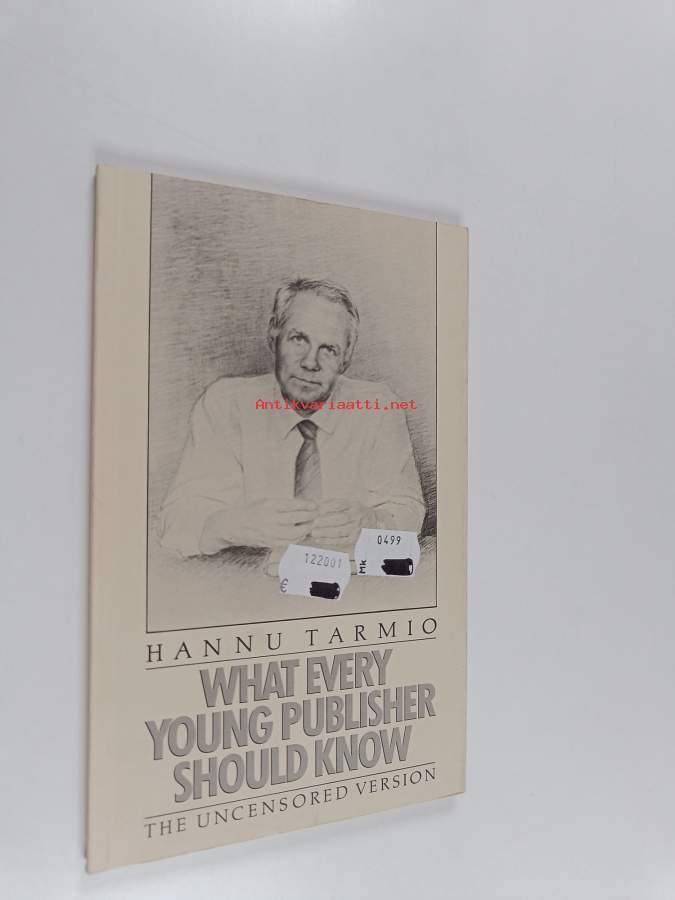 Antikvariaatti.net
0499
Mk
122001
€
HANNU TARMIO
WHAT EVERY
YOUNG PUBLISHER
SHOULD KNOW
THE UNCENSORED VERSION